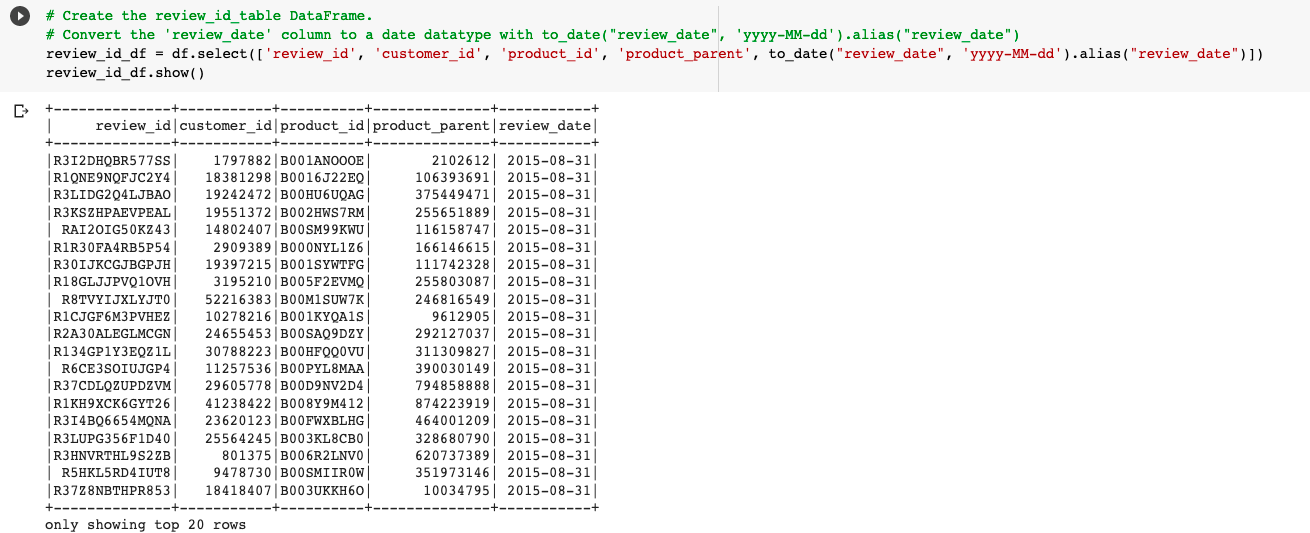 # Create the review_id_table DataFrame.
# Convert the 'review_date' column to a date datatype with to_date("review_date", 'yyyy-MM-dd').alias("review_date")
review_id_df = df.select(['review_id', 'customer_id', 'product_id', 'product_parent', to_date("review_date", 'yyyy-MM-dd').alias("review_date")])
review_id_df.show()
+--------------+-----------+----------+--------------+-----------+
|     review_id|customer_id|product_id|product_parent|review_date|
+--------------+-----------+----------+--------------+-----------+
|R3I2DHQBR577SS|    1797882|B001ANOOOE|       2102612| 2015-08-31|
|R1QNE9NQFJC2Y4|   18381298|B0016J22EQ|     106393691| 2015-08-31|
|R3LIDG2Q4LJBAO|   19242472|B00HU6UQAG|     375449471| 2015-08-31|
|R3KSZHPAEVPEAL|   19551372|B002HWS7RM|     255651889| 2015-08-31|
| RAI2OIG50KZ43|   14802407|B00SM99KWU|     116158747| 2015-08-31|
|R1R30FA4RB5P54|    2909389|B000NYL1Z6|     166146615| 2015-08-31|
|R30IJKCGJBGPJH|   19397215|B001SYWTFG|     111742328| 2015-08-31|
|R18GLJJPVQ1OVH|    3195210|B005F2EVMQ|     255803087| 2015-08-31|
| R8TVYIJXLYJT0|   52216383|B00M1SUW7K|     246816549| 2015-08-31|
|R1CJGF6M3PVHEZ|   10278216|B001KYQA1S|       9612905| 2015-08-31|
|R2A30ALEGLMCGN|   24655453|B00SAQ9DZY|     292127037| 2015-08-31|
|R134GP1Y3EQZ1L|   30788223|B00HFQQ0VU|     311309827| 2015-08-31|
| R6CE3SOIUJGP4|   11257536|B00PYL8MAA|     390030149| 2015-08-31|
|R37CDLQZUPDZVM|   29605778|B00D9NV2D4|     794858888| 2015-08-31|
|R1KH9XCK6GYT26|   41238422|B008Y9M412|     874223919| 2015-08-31|
|R3I4BQ6654MQNA|   23620123|B00FWXBLHG|     464001209| 2015-08-31|
|R3LUPG356F1D40|   25564245|B003KL8CB0|     328680790| 2015-08-31|
|R3HNVRTHL9S2ZB|     801375|B006R2LNV0|     620737389| 2015-08-31|
| R5HKL5RD4IUT8|    9478730|B00SMIIR0W|     351973146| 2015-08-31|
|R37Z8NBTHPR853|   18418407|B003UKKH6O|      10034795| 2015-08-31|
+--------------+-----------+----------+--------------+-----------+
only showing top 20 rows